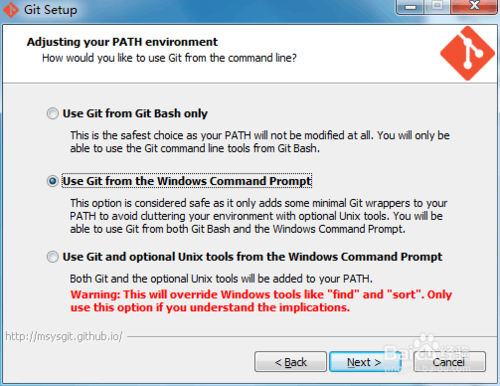 Git Setup
Adjusting your PATH environment
How would you like to use Git from the command line?
Use Git from Git Bash only
This is the safest choice as your PATH will not be modified at all. You will only be
able to use the Git command line tools from Git Bash.
Use Git from the Windows Command Prompt
This option is considered safe as it only adds some minimal Git wrappers to your
PATH to avoid cluttering your environment with optional Unix tools. You will be
able to use Git from both Git Bash and the Windows Command Prompt.
Use Git and optional Unix tools from the Windows Command Prompt
Both Git and the optional Unix tools will be added to your PATH.
Warning: This will override Windows tools like "find" and "sort". Only
use this option if you understand the implications.
http://msysgit.github.io/
< Back Next > Cancel